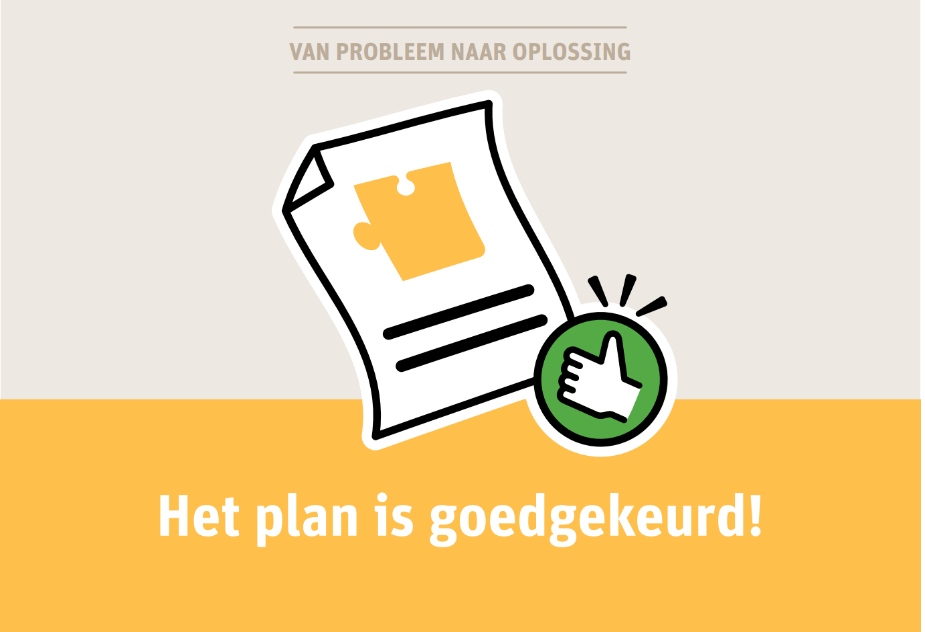 VAN PROBLEEM NAAR OPLOSSING
Het plan is goedgekeurd!